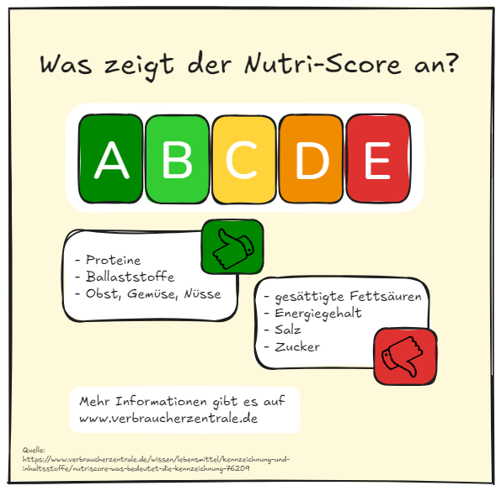 Was zeigt der Nutri-Score an?
A B C D E
- Proteine
- Ballaststoffe
- Obst, Gemüse, Nüsse
- gesättigte Fettsäuren
- Energiegehalt
- Salz
- Zucker
Mehr Informationen gibt es auf
www.verbraucherzentrale.de
Quelle:
https://www.verbraucherzentrale.de/wissen/lebensmittel/kennzeichnung-und-
inhaltsstoffe/nutriscore-was-bedeutet-die-kennzeichnung-76209